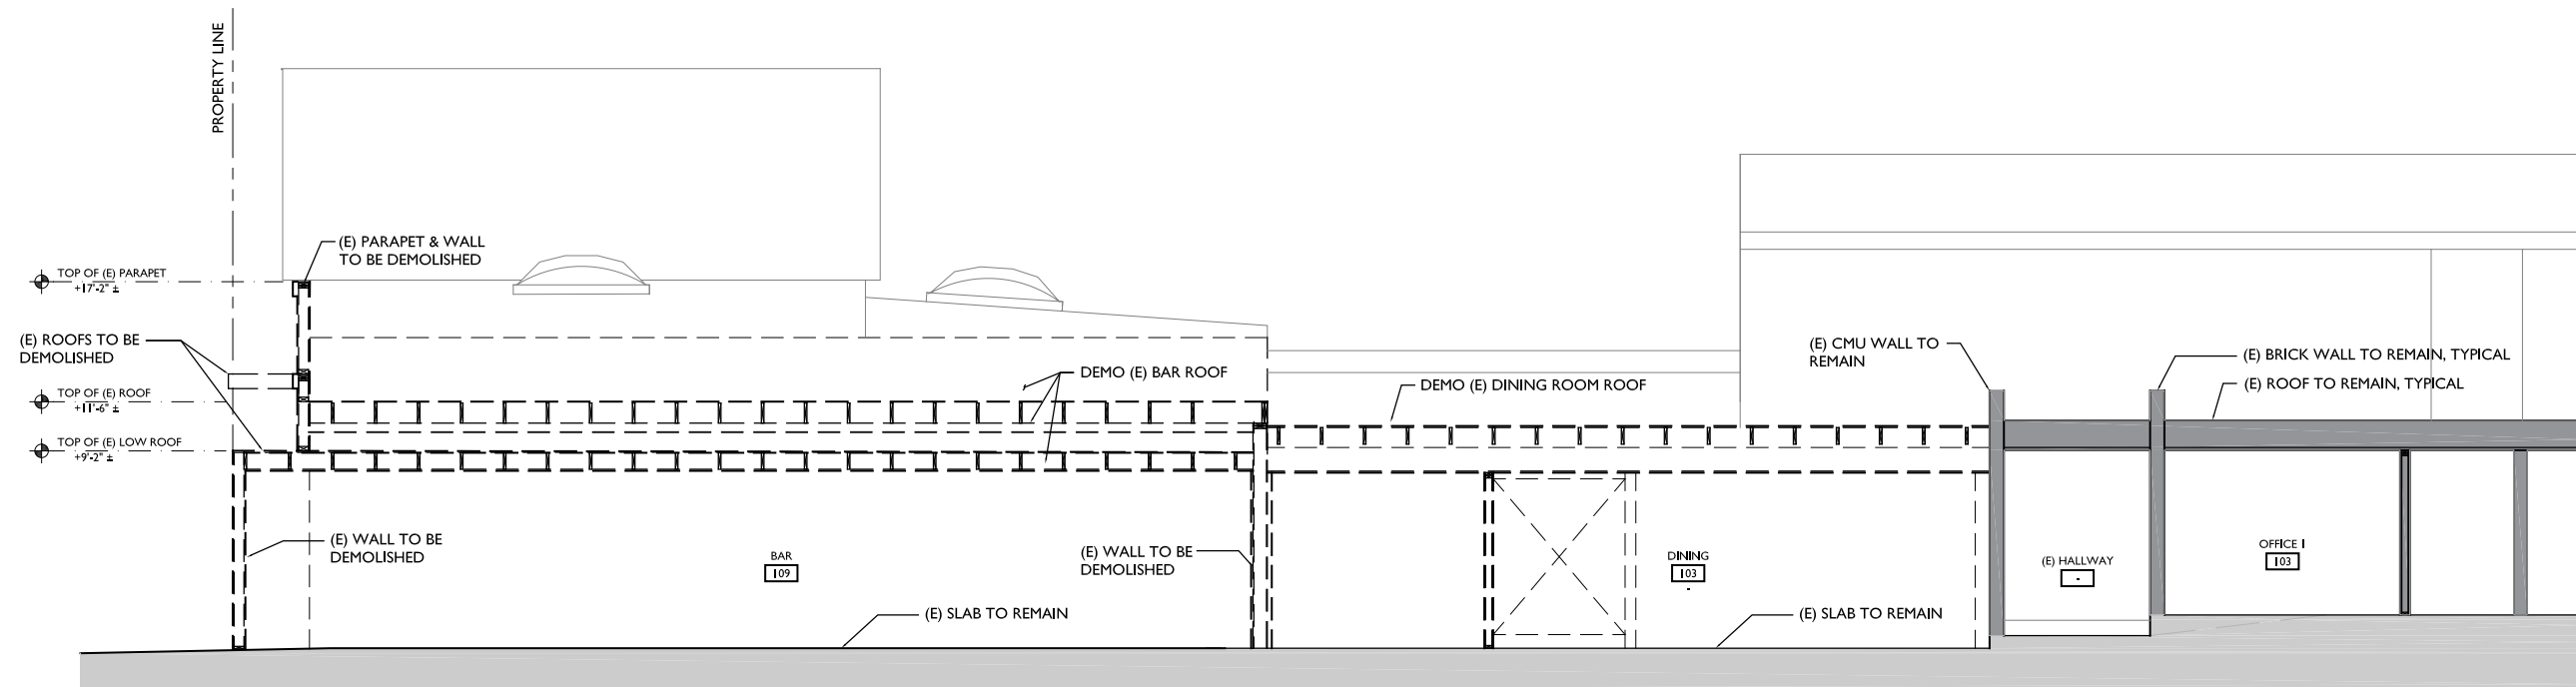 PROPERTY LINE
(E) PARAPET & WALL
TO BE DEMOLISHED
TOP OF (E) PARAPET
+17'-2" ±
(E) ROOFS TO BE
DEMOLISHED
TOP OF (E) ROOF
+11'-6" ±
TOP OF (E) LOW ROOF
+9'-2" ±
DEMO (E) BAR ROOF
DEMO (E) DINING ROOM ROOF
(E) CMU WALL TO
REMAIN
(E) BRICK WALL TO REMAIN, TYPICAL
(E) ROOF TO REMAIN, TYPICAL
(E) WALL TO BE
DEMOLISHED
BAR
109
(E) WALL TO BE
DEMOLISHED
DINING
103
-
(E) HALLWAY
-
OFFICE 1
103
(E) SLAB TO REMAIN
(E) SLAB TO REMAIN